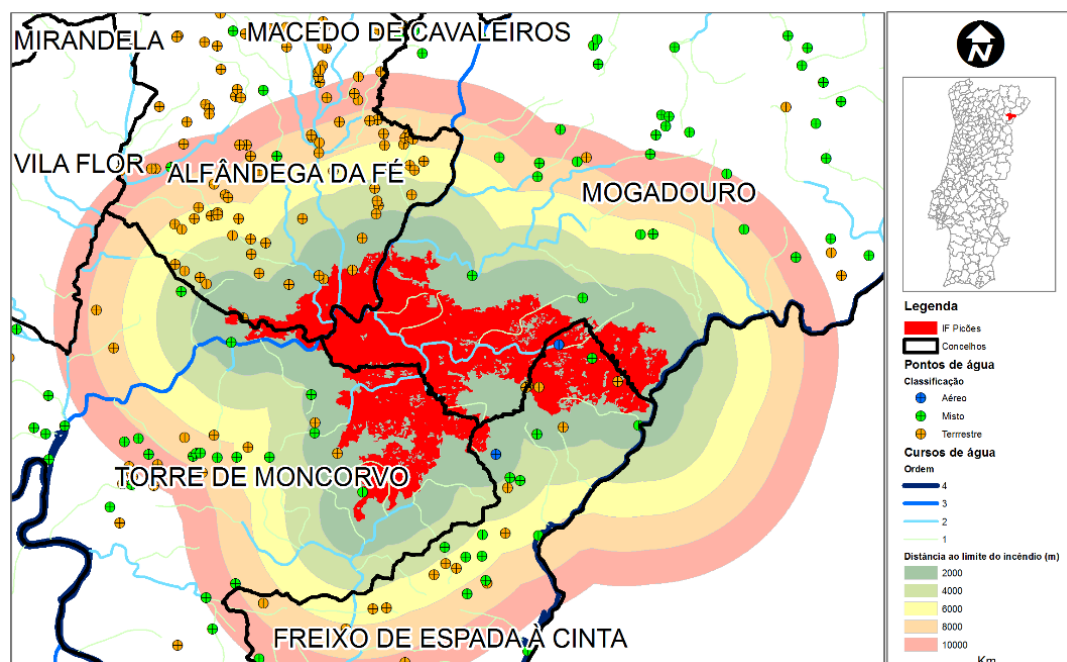 MIRANDELA
MACEDO DE CAVALEIROS
VILA FLOR
ALFÂNDEGA DA FÉ
MOGADOURO
TORRE DE MONCORVO
FREIXO DE ESPADA À CINTA
N
Legenda
IF Picões
Concelhos
Pontos de água
Classificação
Aéreo
Misto
Terrrestre
Cursos de água
Ordem
4
3
2
1
Distância ao limite do incêndio (m)
2000
4000
6000
8000
10000
Km